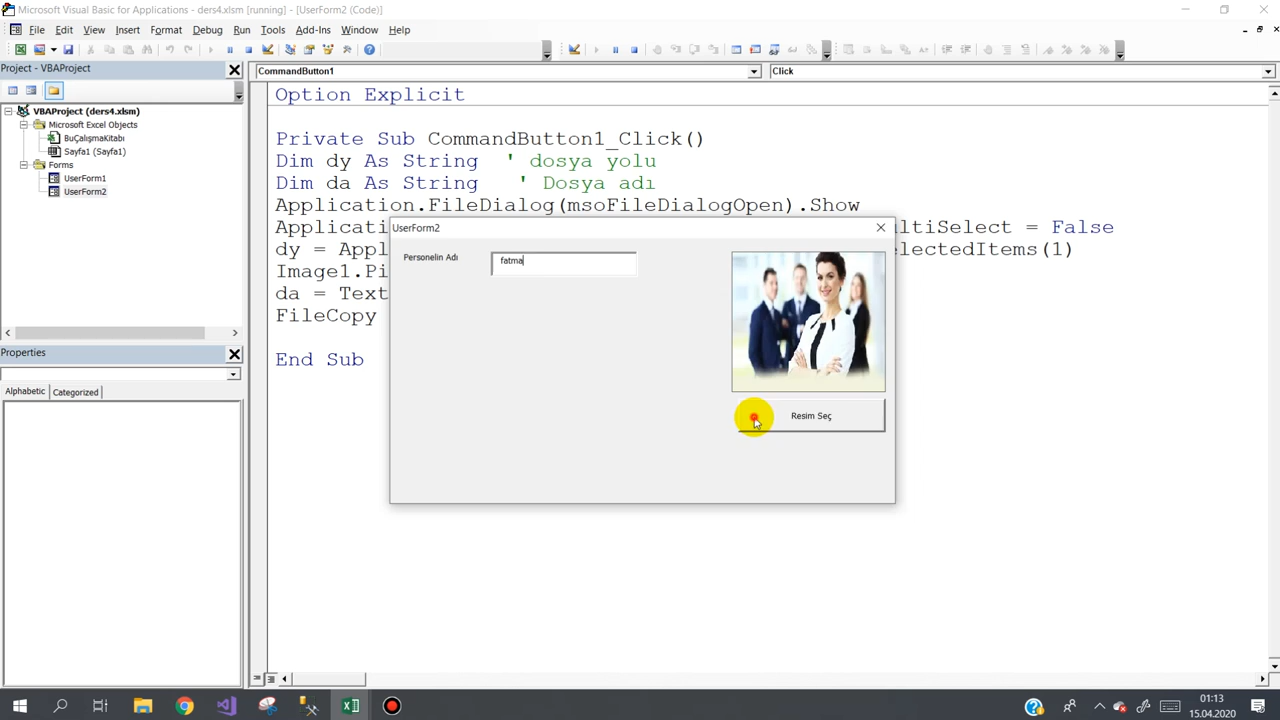 Microsoft Visual Basic for Applications - ders4.xlsm [running] - [UserForm2 (Code)]
File Edit View Insert Format Debug Run Tools Add-Ins Window Help
Project - VBAProject
CommandButton1
Click
VBAProject (ders4.xlsm)
Microsoft Excel Objects
BuÇalışmaKitabı
Sayfa1 (Sayfa1)
Forms
UserForm1
UserForm2
Properties
Alphabetic Categorized
Option Explicit
Private Sub CommandButton1_Click()
Dim dy As String ' dosya yolu
Dim da As String ' Dosya adı
Application.FileDialog(msoFileDialogOpen).Show
Applicat ltiSelect = False
dy = Appl electedItems(1)
Image1.Pi
da = Text
FileCopy
End Sub
UserForm2
Personelin Adı
fatma
Resim Seç
01:13
15.04.2020